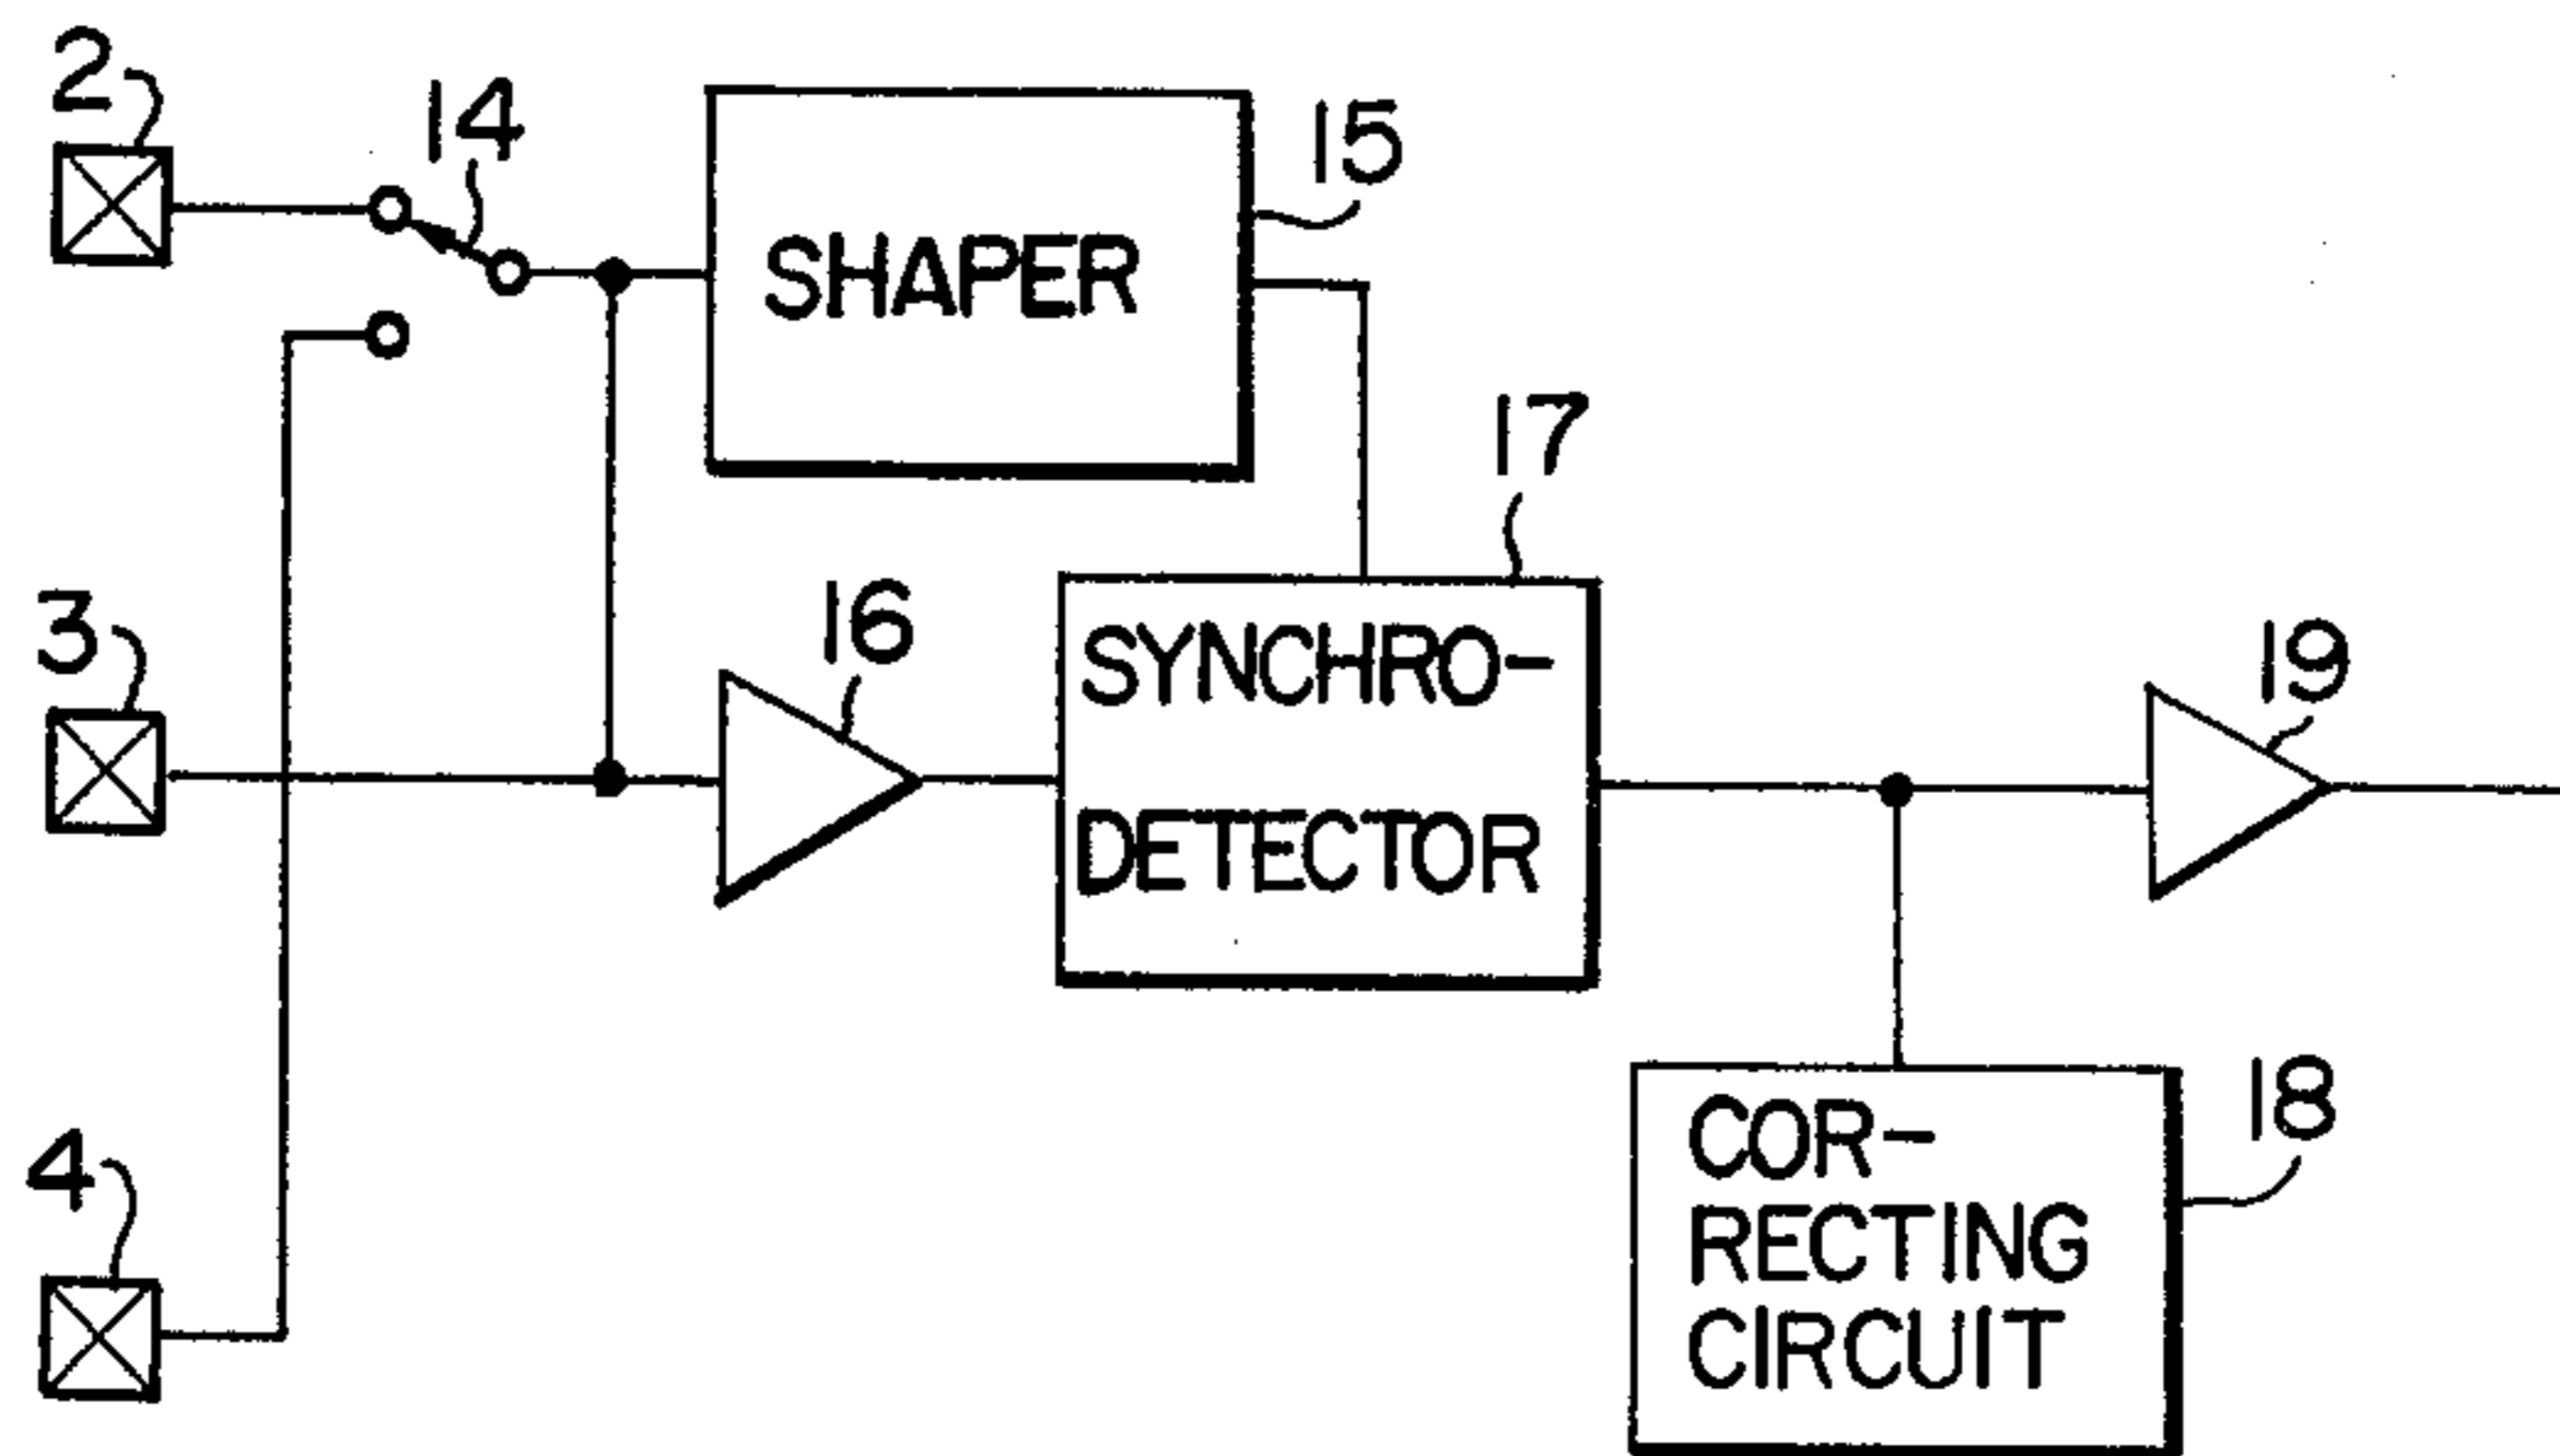 2
14
SHAPER
15
3
16
17
SYNCHRO-
DETECTOR
19
4
COR-
RECTING
CIRCUIT
18